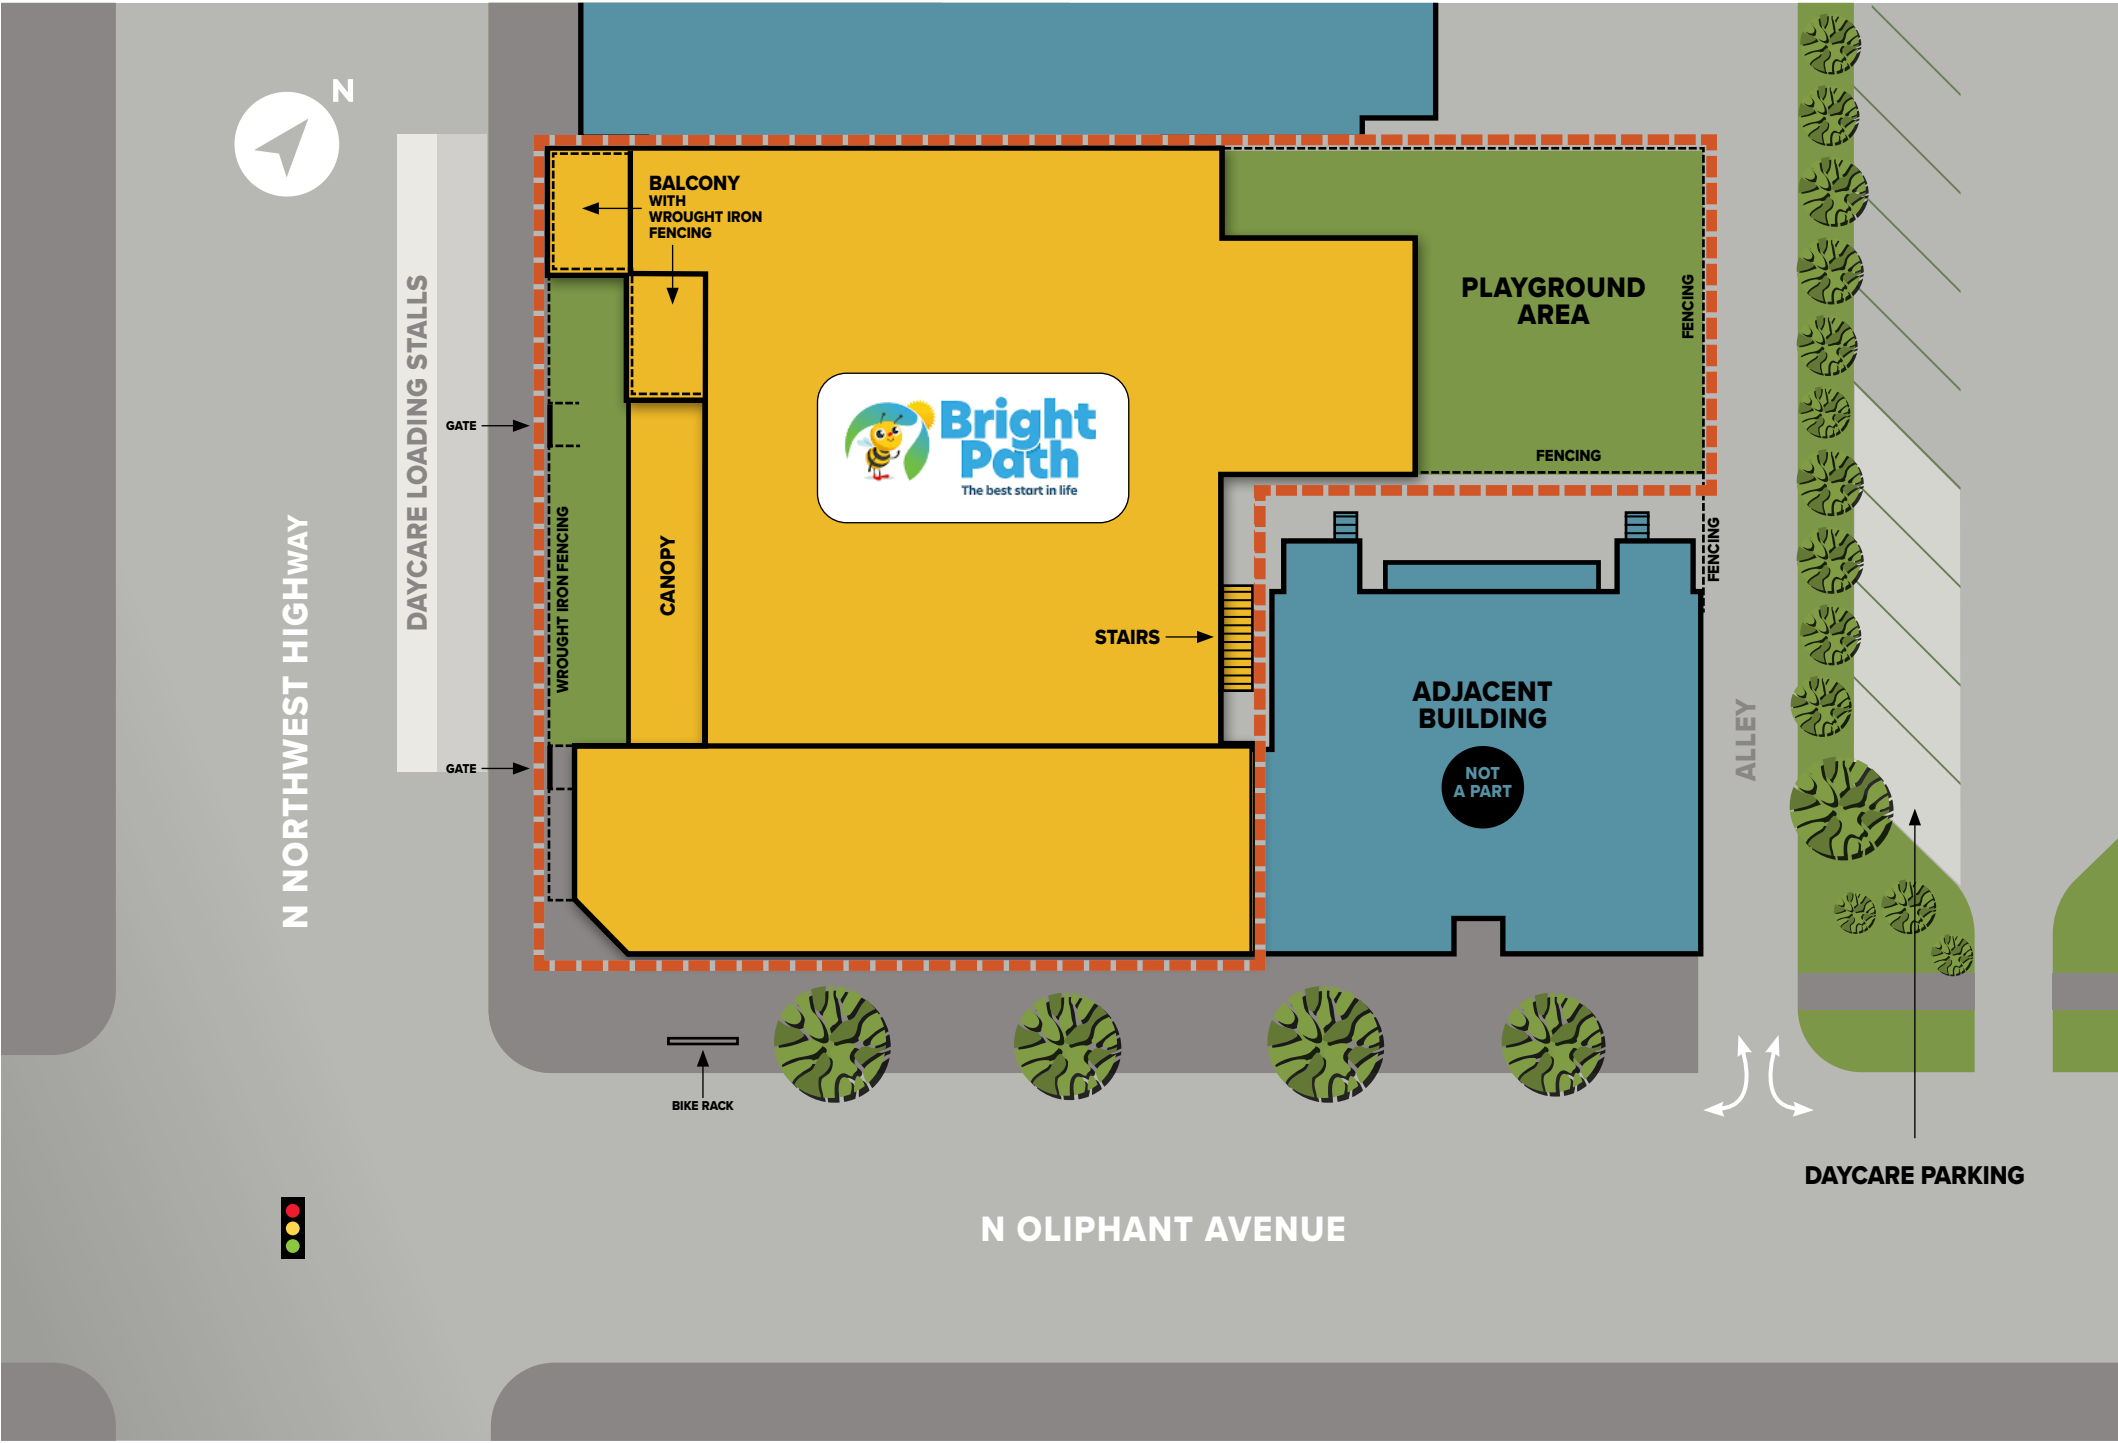 N
BALCONY
WITH
WROUGHT IRON
FENCING
PLAYGROUND
AREA
FENCING
FENCING
FENCING
DAYCARE LOADING STALLS
GATE
Bright
Path
The best start in life
N NORTHWEST HIGHWAY
WROUGHT IRON FENCING
CANOPY
STAIRS
ADJACENT
BUILDING
NOT
A PART
ALLEY
GATE
BIKE RACK
DAYCARE PARKING
N OLIPHANT AVENUE